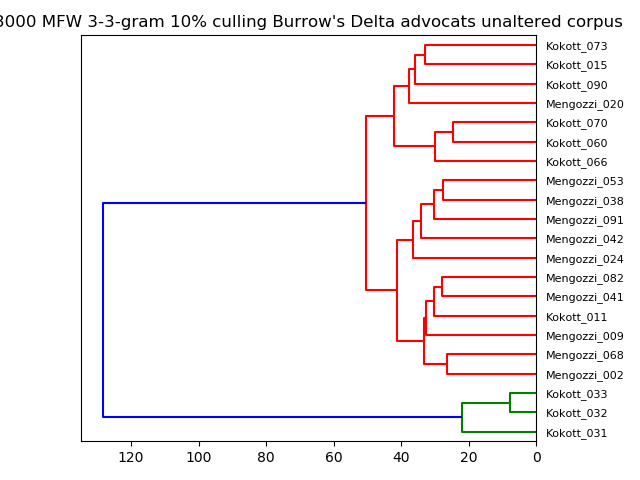 3000 MFW 3-3-gram 10% culling Burrow's Delta advocats unaltered corpus
Kokott_073
Kokott_015
Kokott_090
Mengozzi_020
Kokott_070
Kokott_060
Kokott_066
Mengozzi_053
Mengozzi_038
Mengozzi_091
Mengozzi_042
Mengozzi_024
Mengozzi_082
Mengozzi_041
Kokott_011
Mengozzi_009
Mengozzi_068
Mengozzi_002
Kokott_033
Kokott_032
Kokott_031
120 100 80 60 40 20 0